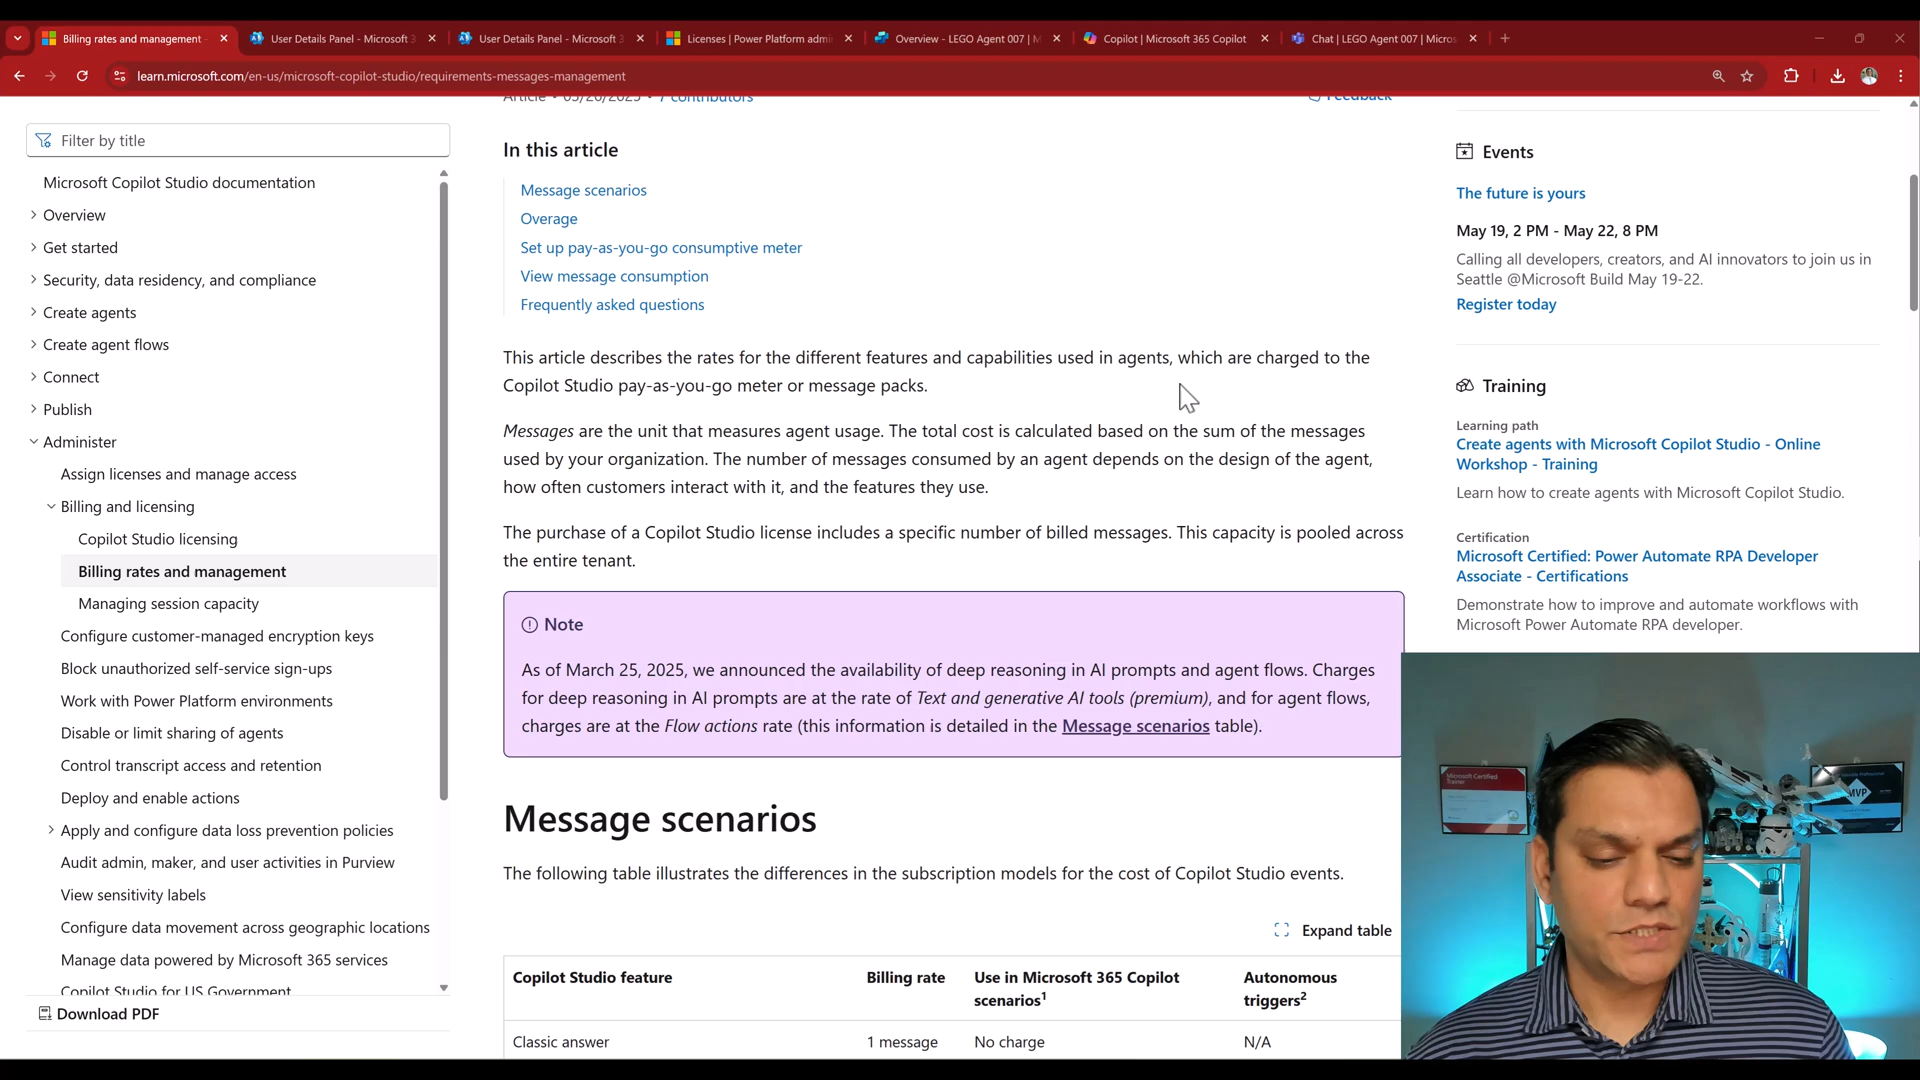 Billing rates and management
User Details Panel - Microsoft 3
User Details Panel - Microsoft 3
Licenses | Power Platform admi
Overview - LEGO Agent 007 | M
Copilot | Microsoft 365 Copilot
Chat | LEGO Agent 007 | Micros
learn.microsoft.com/en-us/microsoft-copilot-studio/requirements-messages-management
Filter by title
Microsoft Copilot Studio documentation
Overview
Get started
Security, data residency, and compliance
Create agents
Create agent flows
Connect
Publish
Administer
Assign licenses and manage access
Billing and licensing
Copilot Studio licensing
Billing rates and management
Managing session capacity
Configure customer-managed encryption keys
Block unauthorized self-service sign-ups
Work with Power Platform environments
Disable or limit sharing of agents
Control transcript access and retention
Deploy and enable actions
Apply and configure data loss prevention policies
Audit admin, maker, and user activities in Purview
View sensitivity labels
Configure data movement across geographic locations
Manage data powered by Microsoft 365 services
Copilot Studio for US Government
Download PDF
Article • 03/26/2025 • 7 contributors
Feedback
In this article
Message scenarios
Overage
Set up pay-as-you-go consumptive meter
View message consumption
Frequently asked questions
This article describes the rates for the different features and capabilities used in agents, which are charged to the
Copilot Studio pay-as-you-go meter or message packs.
Messages are the unit that measures agent usage. The total cost is calculated based on the sum of the messages
used by your organization. The number of messages consumed by an agent depends on the design of the agent,
how often customers interact with it, and the features they use.
The purchase of a Copilot Studio license includes a specific number of billed messages. This capacity is pooled across
the entire tenant.
Note
As of March 25, 2025, we announced the availability of deep reasoning in AI prompts and agent flows. Charges
for deep reasoning in AI prompts are at the rate of Text and generative AI tools (premium), and for agent flows,
charges are at the Flow actions rate (this information is detailed in the Message scenarios table).
Message scenarios
The following table illustrates the differences in the subscription models for the cost of Copilot Studio events.
Expand table
Copilot Studio feature
Billing rate
Use in Microsoft 365 Copilot
scenarios1
Autonomous
triggers2
Classic answer
1 message
No charge
N/A
Events
The future is yours
May 19, 2 PM - May 22, 8 PM
Calling all developers, creators, and AI innovators to join us in
Seattle @Microsoft Build May 19-22.
Register today
Training
Learning path
Create agents with Microsoft Copilot Studio - Online
Workshop - Training
Learn how to create agents with Microsoft Copilot Studio.
Certification
Microsoft Certified: Power Automate RPA Developer
Associate - Certifications
Demonstrate how to improve and automate workflows with
Microsoft Power Automate RPA developer.
Microsoft Certified
Trainer
MVP